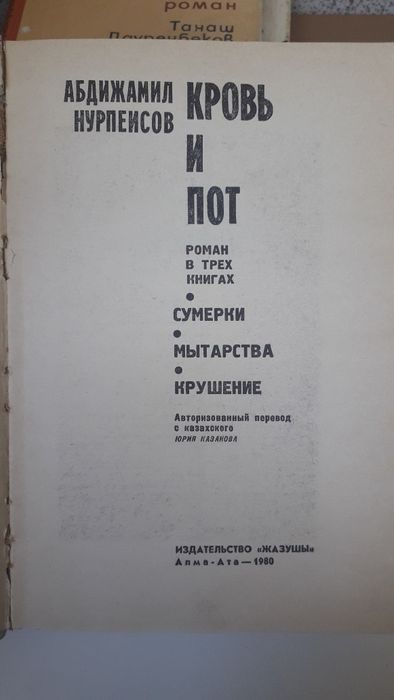 роман
Танаш
Дауренбеков
АБДИЖАМИЛ
НУРПЕИСОВ
КРОВЬ
И
ПОТ
РОМАН
В ТРЕХ
КНИГАХ
• СУМЕРКИ
• МЫТАРСТВА
• КРУШЕНИЕ
Авторизованный перевод
с казахского
ЮРИЯ КАЗАКОВА
ИЗДАТЕЛЬСТВО «ЖАЗУШЫ»
Алма-Ата — 1980